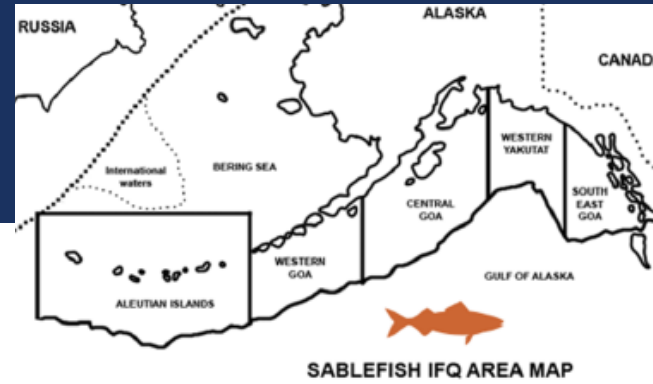 RUSSIA
ALASKA
CANAD
International
waters
BERING SEA
WESTERN
YAKUTAT
CENTRAL
GOA
SOUTH
EAST
GOA
WESTERN
GOA
ALEUTIAN ISLANDS
GULF OF ALASKA
SABLEFISH IFQ AREA MAP